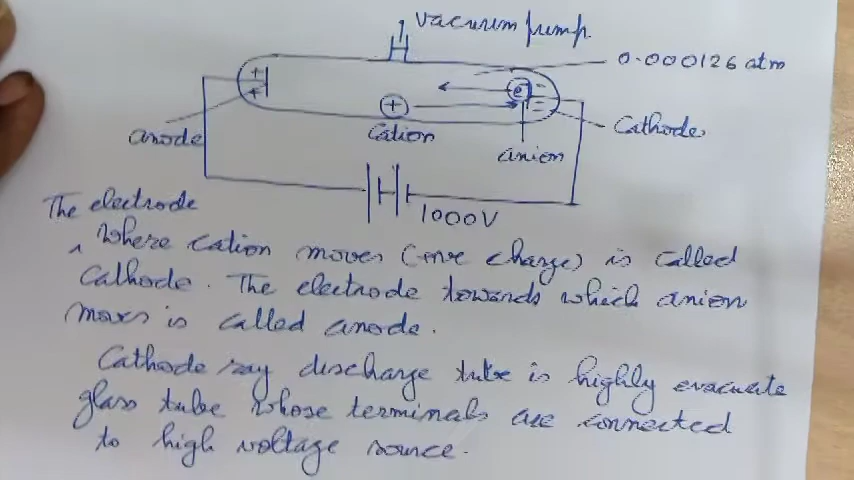 vacuum pump.
0.000126 atm
+
+
e
+
anode
Cation
anion
Cathode
1000V
The electrode
where cation moves (-ve charge) is called
Cathode. The electrode towards which anion
moves is called anode.
Cathode ray discharge tube is highly evacuate
glass tube whose terminals are connected
to high voltage source.